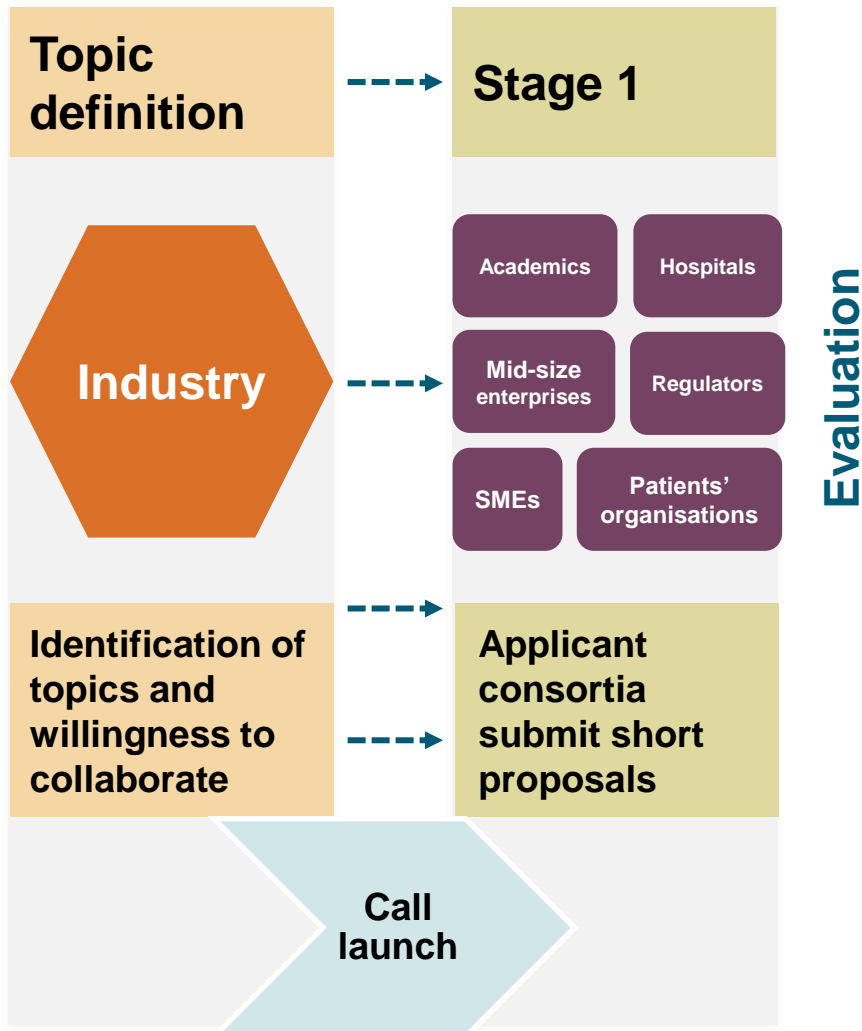 Topic
definition
Stage 1
Industry
Academics
Hospitals
Mid-size
enterprises
Regulators
SMEs
Patients'
organisations
Evaluation
Identification of
topics and
willingness to
collaborate
Applicant
consortia
submit short
proposals
Call
launch